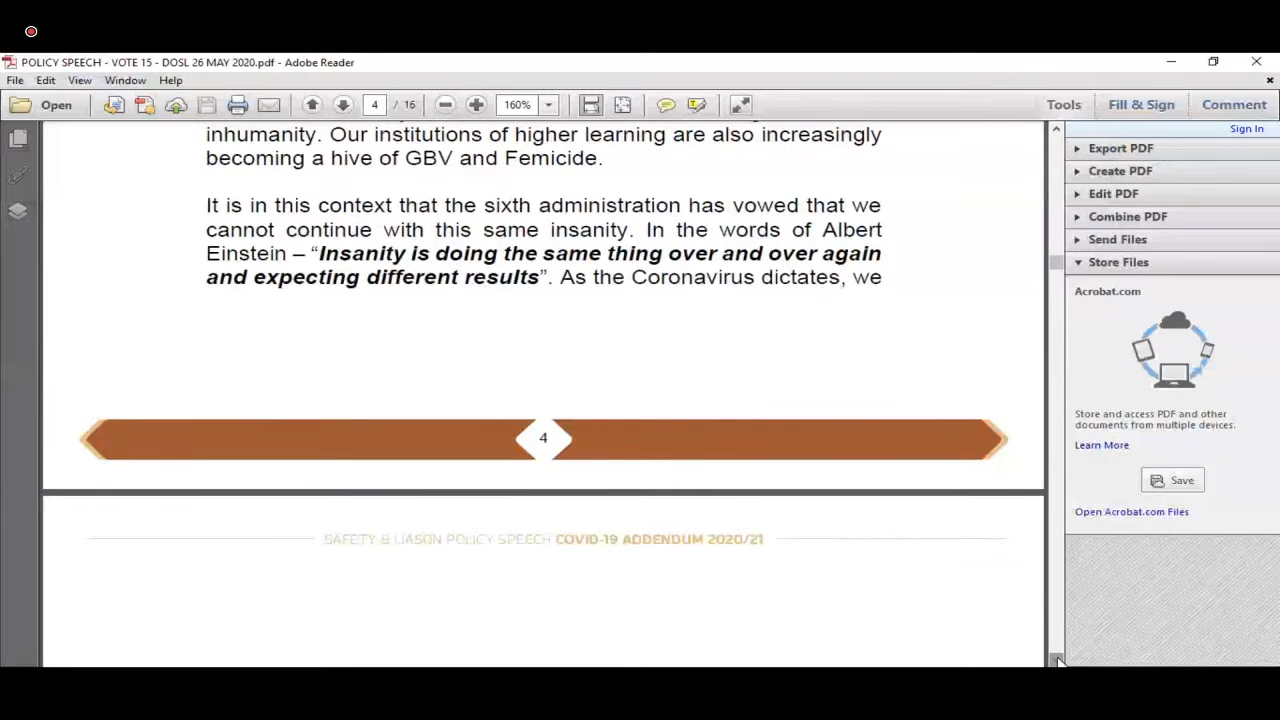 POLICY SPEECH - VOTE 15 - DOSL 26 MAY 2020.pdf - Adobe Reader
File Edit View Window Help
Open 4 / 16 160% Tools Fill & Sign Comment
Sign In
inhumanity. Our institutions of higher learning are also increasingly
becoming a hive of GBV and Femicide.
It is in this context that the sixth administration has vowed that we
cannot continue with this same insanity. In the words of Albert
Einstein – “Insanity is doing the same thing over and over again
and expecting different results”. As the Coronavirus dictates, we
4
SAFETY & LIASON POLICY SPEECH COVID-19 ADDENDUM 2020/21
Export PDF
Create PDF
Edit PDF
Combine PDF
Send Files
Store Files
Acrobat.com
Store and access PDF and other
documents from multiple devices.
Learn More
Save
Open Acrobat.com Files